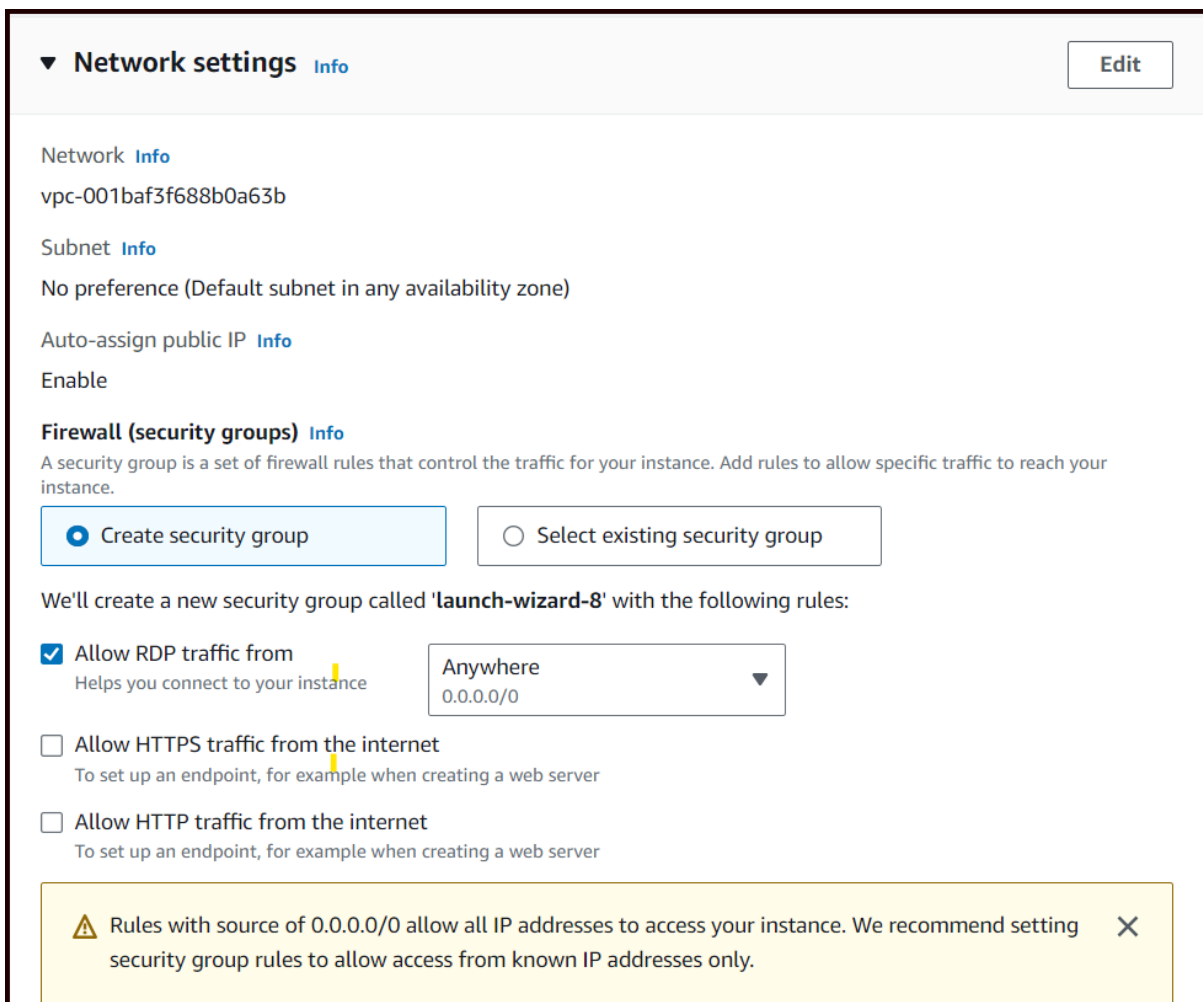 Network settings Info
Edit
Network Info
vpc-001baf3f688b0a63b
Subnet Info
No preference (Default subnet in any availability zone)
Auto-assign public IP Info
Enable
Firewall (security groups) Info
A security group is a set of firewall rules that control the traffic for your instance. Add rules to allow specific traffic to reach your
instance.
Create security group
Select existing security group
We'll create a new security group called 'launch-wizard-8' with the following rules:
Allow RDP traffic from
Helps you connect to your instance
Anywhere
0.0.0.0/0
Allow HTTPS traffic from the internet
To set up an endpoint, for example when creating a web server
Allow HTTP traffic from the internet
To set up an endpoint, for example when creating a web server
Rules with source of 0.0.0.0/0 allow all IP addresses to access your instance. We recommend setting
security group rules to allow access from known IP addresses only.